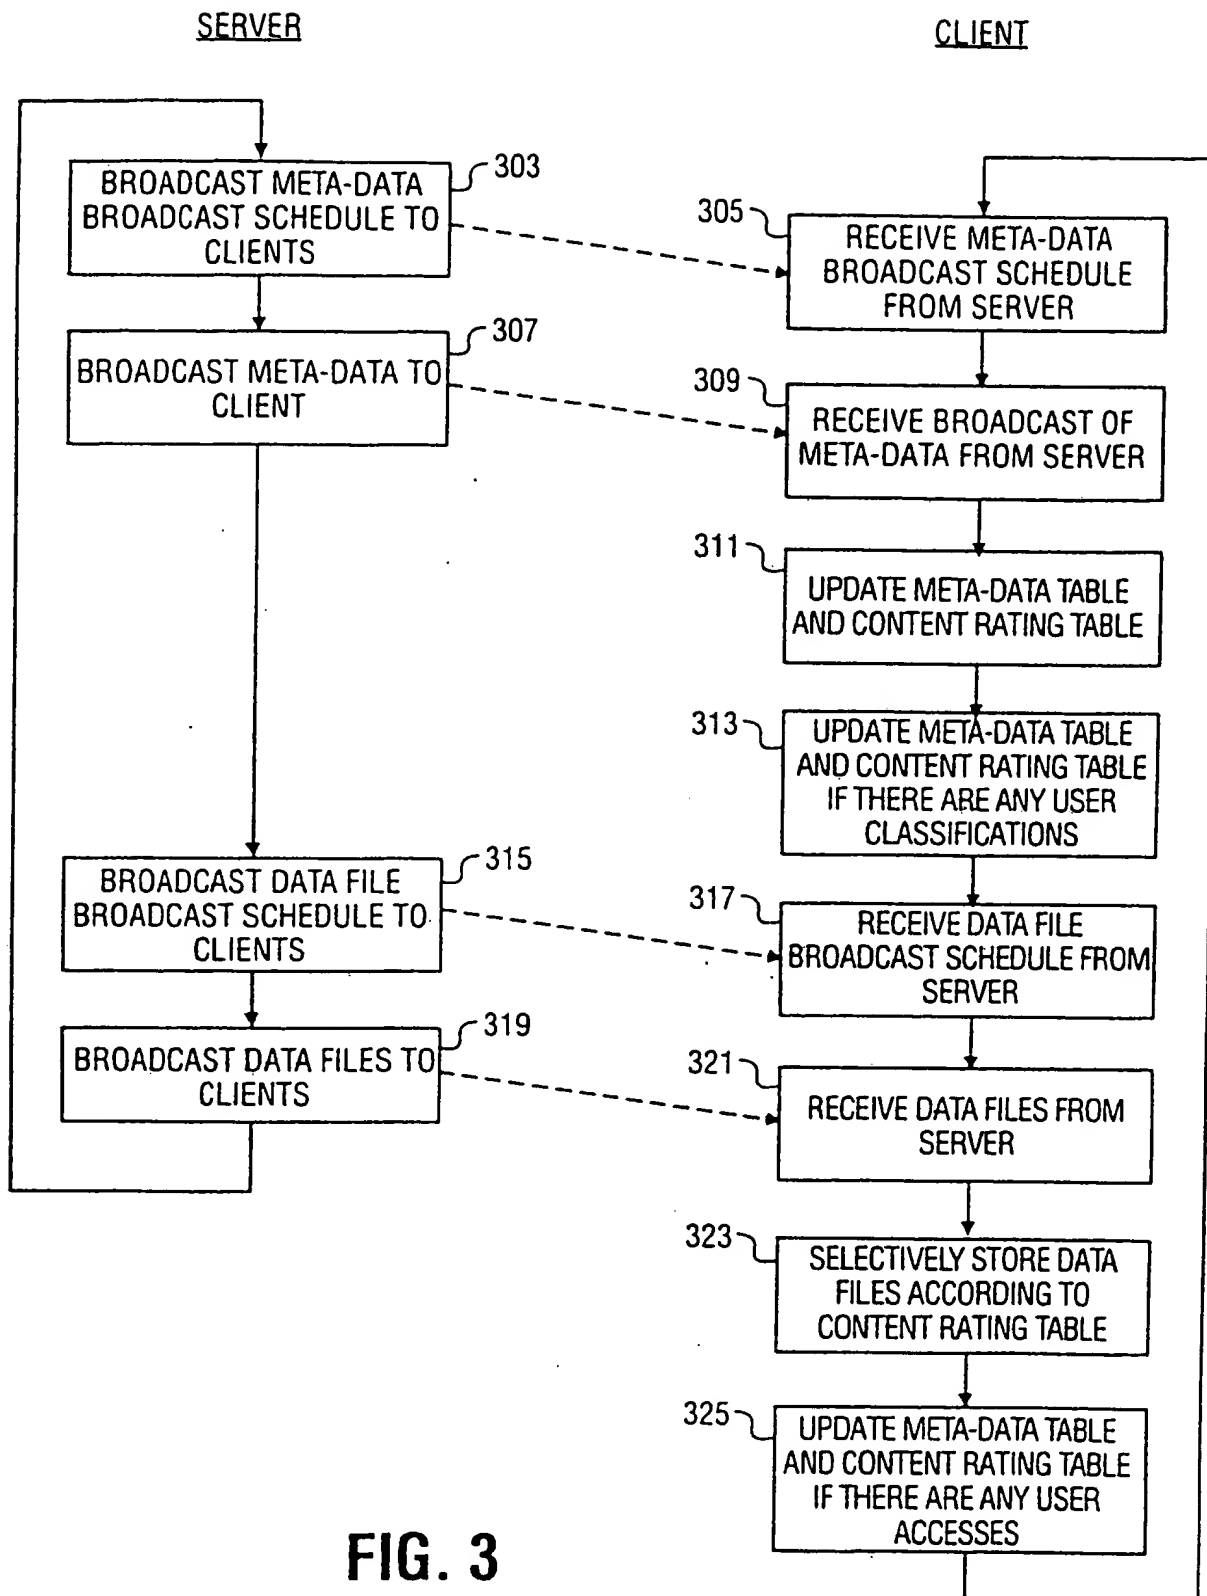 SERVER
CLIENT
303
BROADCAST META-DATA
BROADCAST SCHEDULE TO
CLIENTS
305
RECEIVE META-DATA
BROADCAST SCHEDULE
FROM SERVER
307
BROADCAST META-DATA TO
CLIENT
309
RECEIVE BROADCAST OF
META-DATA FROM SERVER
311
UPDATE META-DATA TABLE
AND CONTENT RATING TABLE
313
UPDATE META-DATA TABLE
AND CONTENT RATING TABLE
IF THERE ARE ANY USER
CLASSIFICATIONS
315
BROADCAST DATA FILE
BROADCAST SCHEDULE TO
CLIENTS
317
RECEIVE DATA FILE
BROADCAST SCHEDULE FROM
SERVER
319
BROADCAST DATA FILES TO
CLIENTS
321
RECEIVE DATA FILES FROM
SERVER
323
SELECTIVELY STORE DATA
FILES ACCORDING TO
CONTENT RATING TABLE
325
UPDATE META-DATA TABLE
AND CONTENT RATING TABLE
IF THERE ARE ANY USER
ACCESSES
FIG. 3